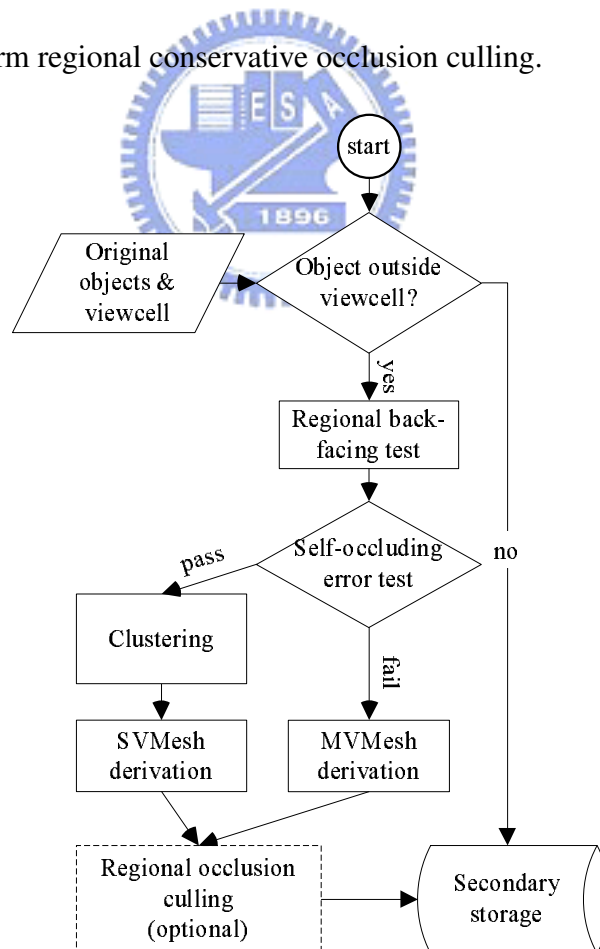 rm regional conservative occlusion culling.
E S A
1896
start
Original
objects &
viewcell
Object outside
viewcell?
yes
Regional back-
facing test
Self-occluding
error test
no
pass
fail
Clustering
SVMesh
derivation
MVMesh
derivation
Regional occlusion
culling
(optional)
Secondary
storage